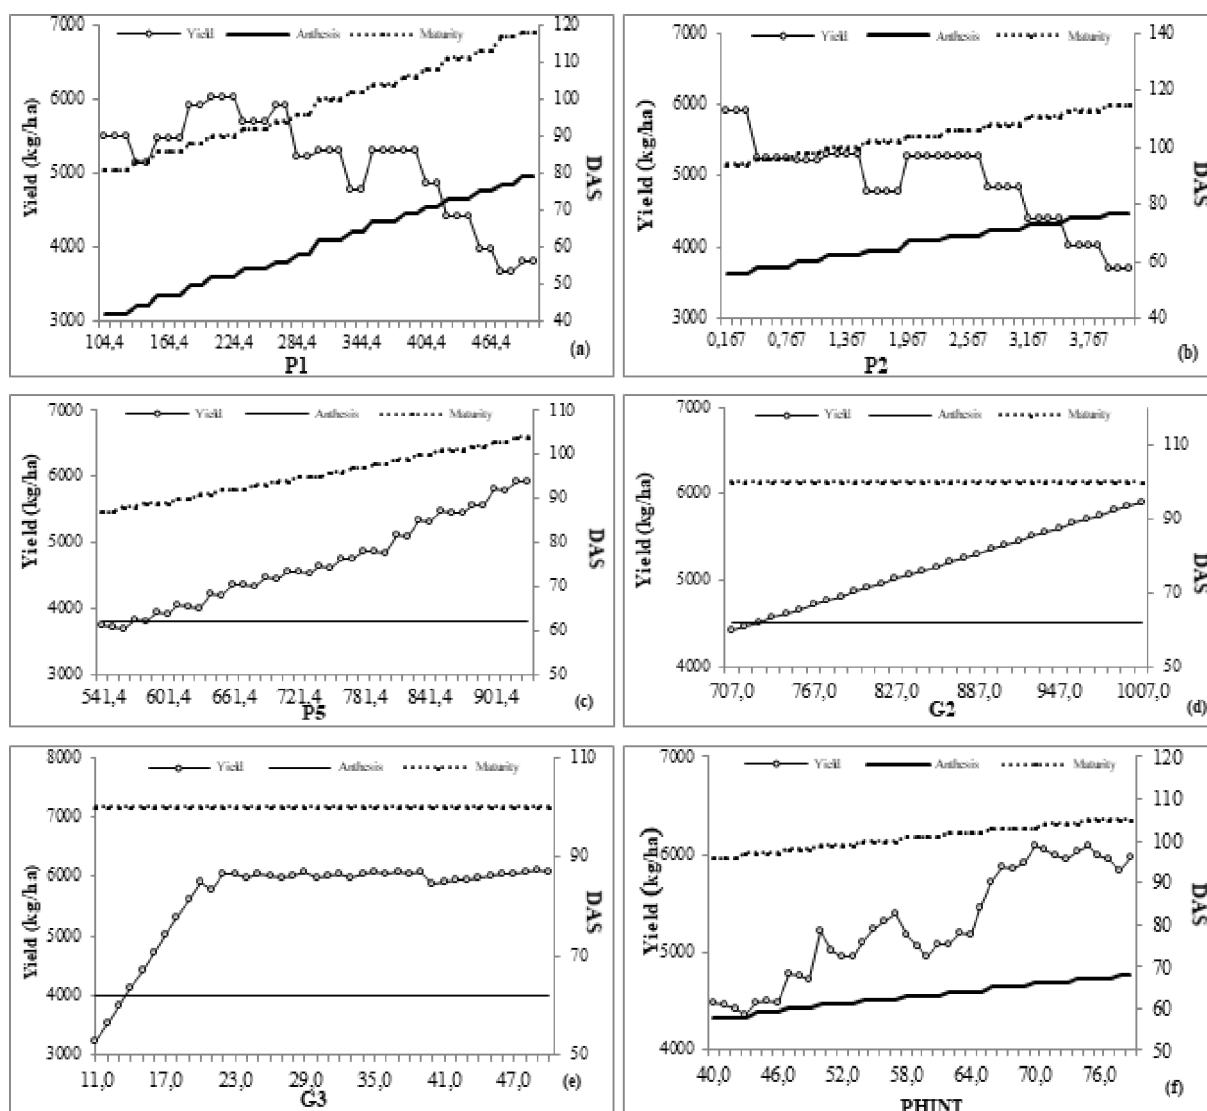 Yield Anthesis Maturity
7000
6000
5000
4000
3000
Yield (kg/ha)
120
110
100
90
80
70
60
50
40
DAS
104,4 164,4 224,4 284,4 344,4 404,4 464,4
P1
(a)
Yield Anthesis Maturity
7000
6000
5000
4000
3000
Yield (kg/ha)
140
120
100
80
60
40
DAS
0,167 0,767 1,367 1,967 2,567 3,167 3,767
P2
(b)
Yield Anthesis Maturity
7000
6000
5000
4000
3000
Yield (kg/ha)
110
100
90
80
70
60
50
DAS
541,4 601,4 661,4 721,4 781,4 841,4 901,4
P5
(c)
Yield Anthesis Maturity
7000
6000
5000
4000
Yield (kg/ha)
110
90
70
50
DAS
707,0 767,0 827,0 887,0 947,0 1007,0
G2
(d)
Yield Anthesis Maturity
8000
7000
6000
5000
4000
3000
Yield (kg/ha)
110
90
70
50
DAS
11,0 17,0 23,0 29,0 35,0 41,0 47,0
G3
(e)
Yield Anthesis Maturity
7000
6000
5000
4000
Yield (kg/ha)
120
110
100
90
80
70
60
50
DAS
40,0 46,0 52,0 58,0 64,0 70,0 76,0
PHINT
(f)